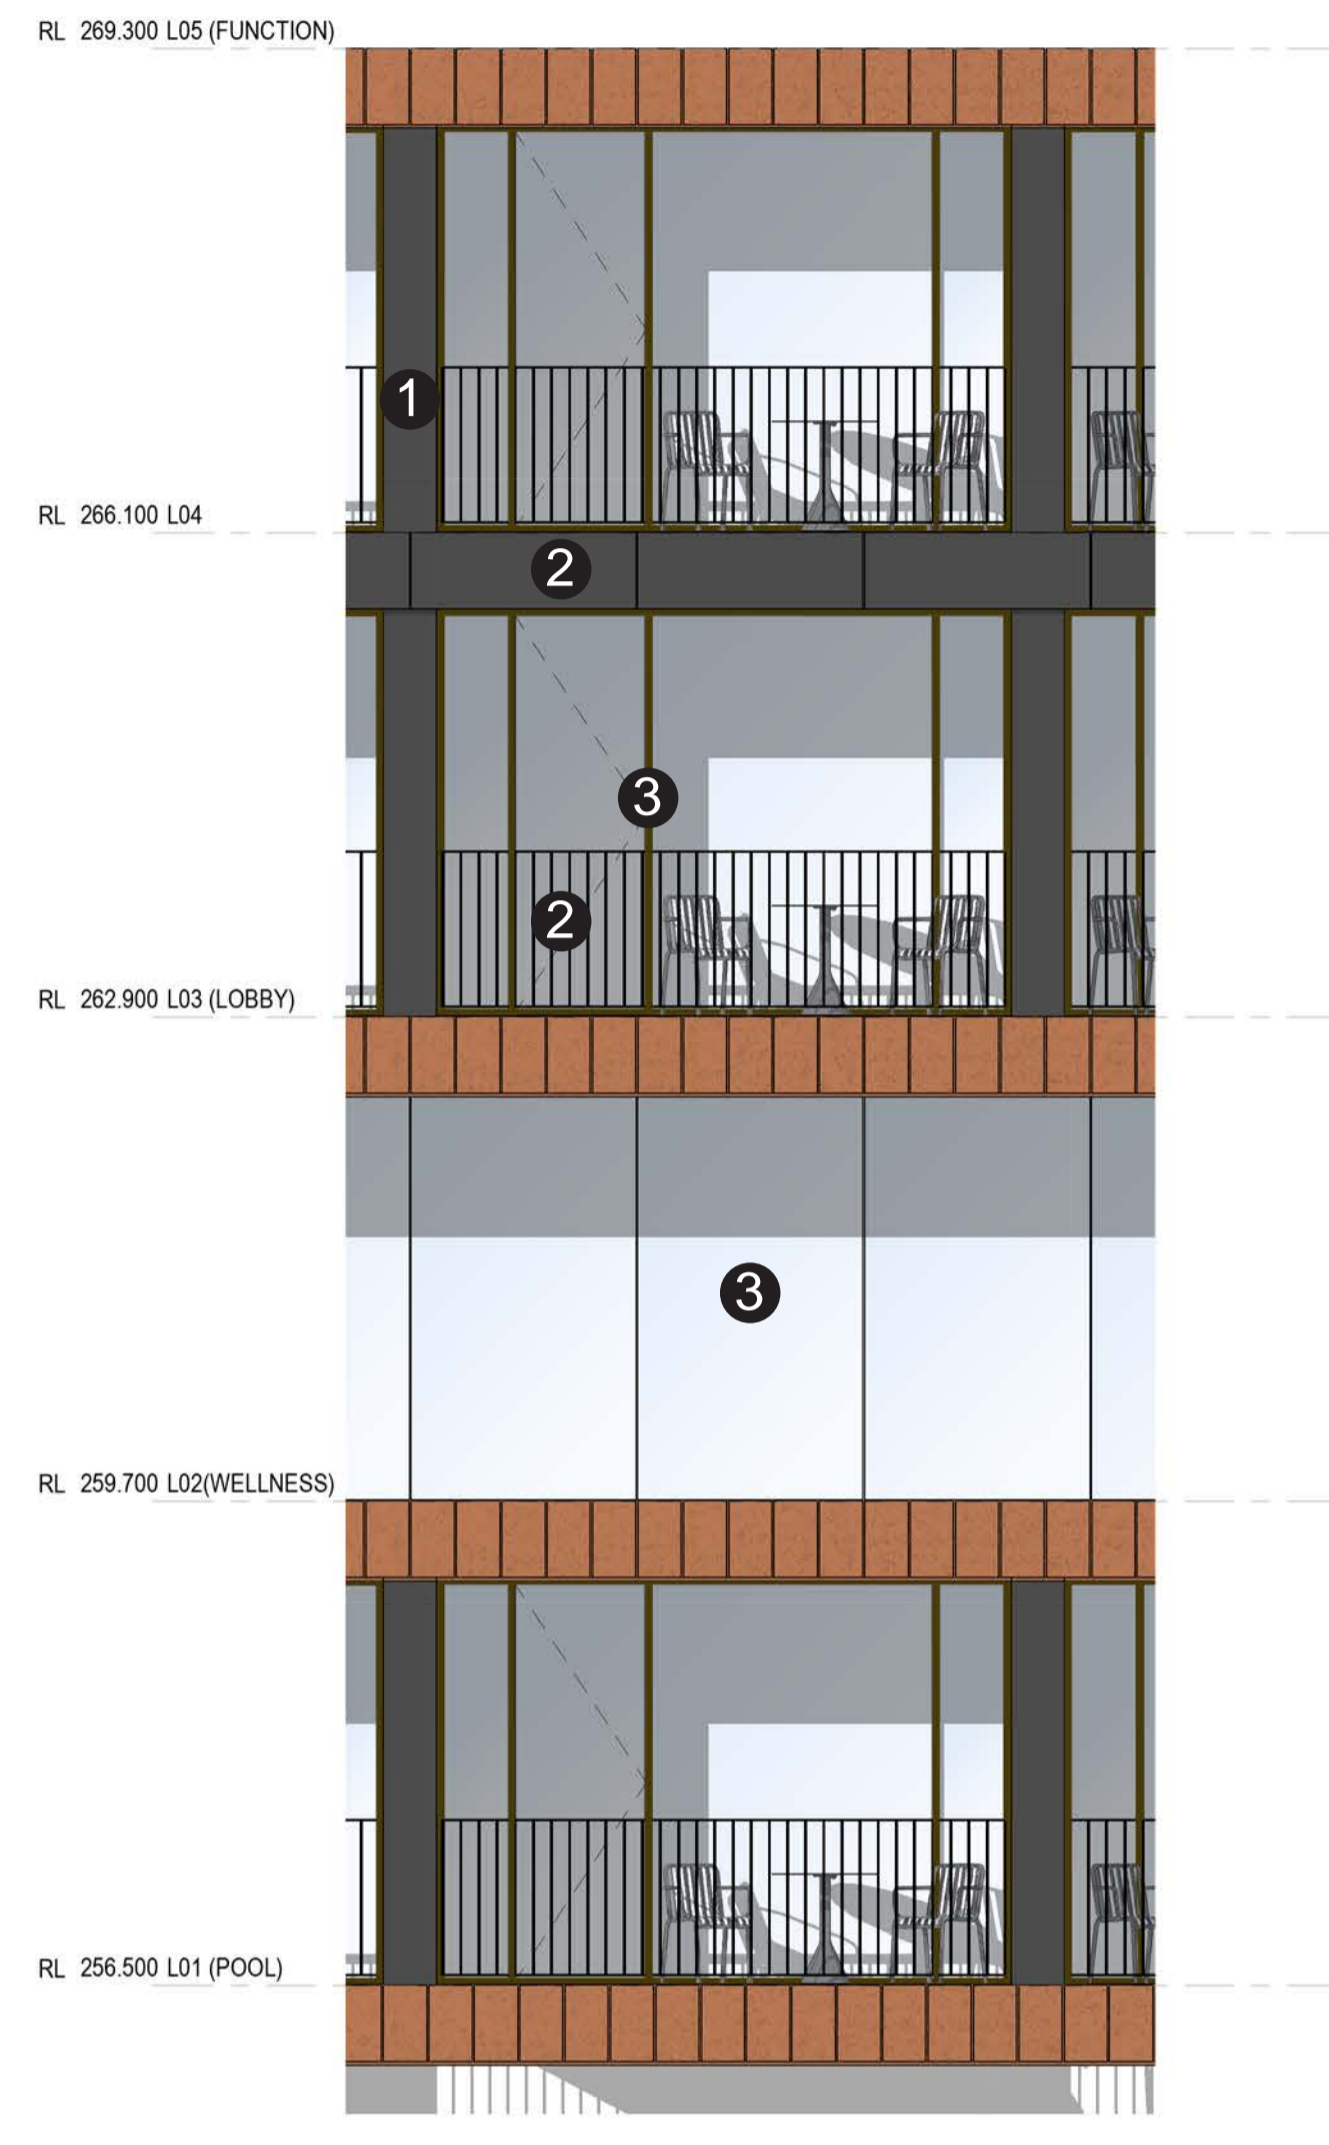 RL 269.300 L05 (FUNCTION)
1
RL 266.100 L04
2
3
2
RL 262.900 L03 (LOBBY)
3
RL 259.700 L02(WELLNESS)
RL 256.500 L01 (POOL)